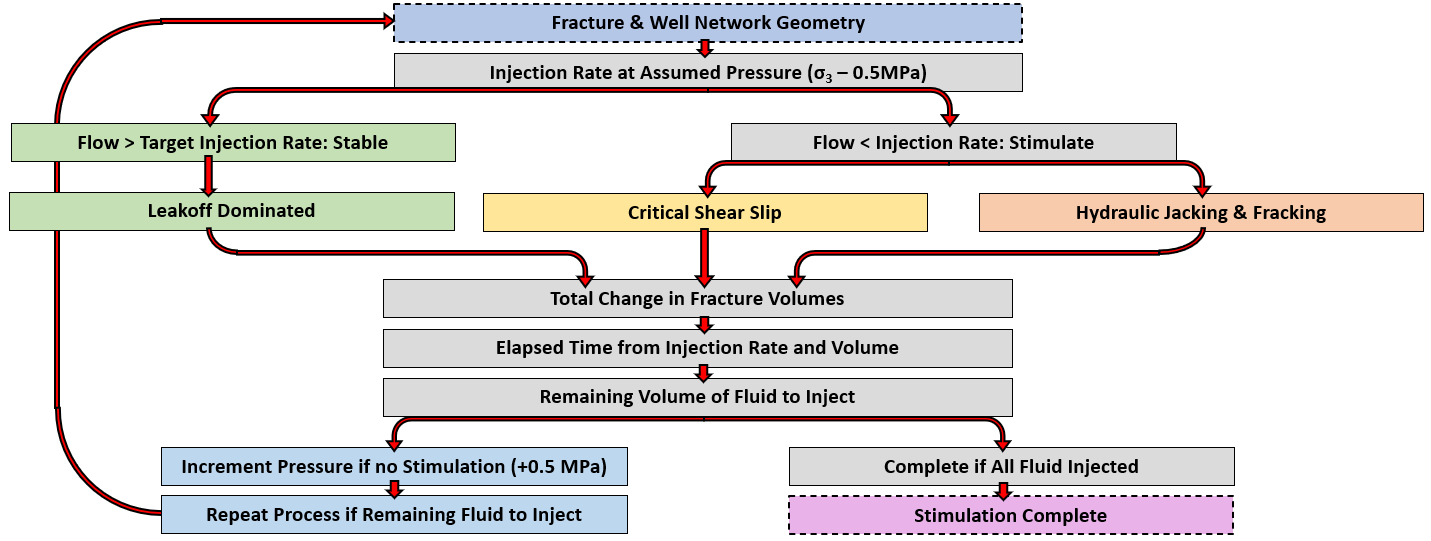 Fracture & Well Network Geometry
Injection Rate at Assumed Pressure (σ₃ – 0.5MPa)
Flow > Target Injection Rate: Stable
Flow < Injection Rate: Stimulate
Leakoff Dominated
Critical Shear Slip
Hydraulic Jacking & Fracking
Total Change in Fracture Volumes
Elapsed Time from Injection Rate and Volume
Remaining Volume of Fluid to Inject
Increment Pressure if no Stimulation (+0.5 MPa)
Complete if All Fluid Injected
Repeat Process if Remaining Fluid to Inject
Stimulation Complete